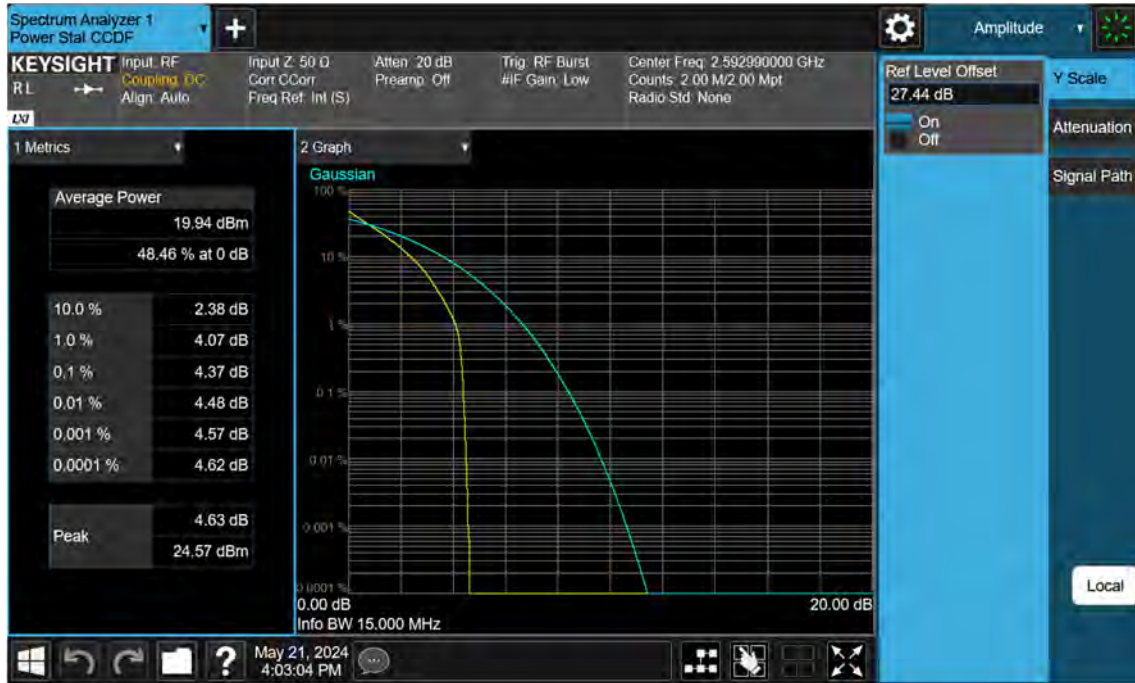 Spectrum Analyzer 1
Power Stat CCDF
+
Amplitude
KEYSIGHT
Input: RF
Coupling: DC
Align: Auto
Input Z: 50 Ω
Corr CCorr
Freq Ref: Int (S)
Atten: 20 dB
Preamp: Off
Trig: RF Burst
#IF Gain: Low
Center Freq: 2.592990000 GHz
Counts: 2.00 M/2.00 Mpt
Radio Std: None
RL
LXI
Ref Level Offset
27.44 dB
On
Off
Y Scale
Attenuation
Signal Path
1 Metrics
Average Power
19.94 dBm
48.46 % at 0 dB
10.0 % 2.38 dB
1.0 % 4.07 dB
0.1 % 4.37 dB
0.01 % 4.48 dB
0.001 % 4.57 dB
0.0001 % 4.62 dB
Peak
4.63 dB
24.57 dBm
2 Graph
Gaussian
100 %
10 %
1 %
0.1 %
0.01 %
0.001 %
0.0001 %
0.00 dB
20.00 dB
Info BW 15.000 MHz
Local
?
May 21, 2024
4:03:04 PM